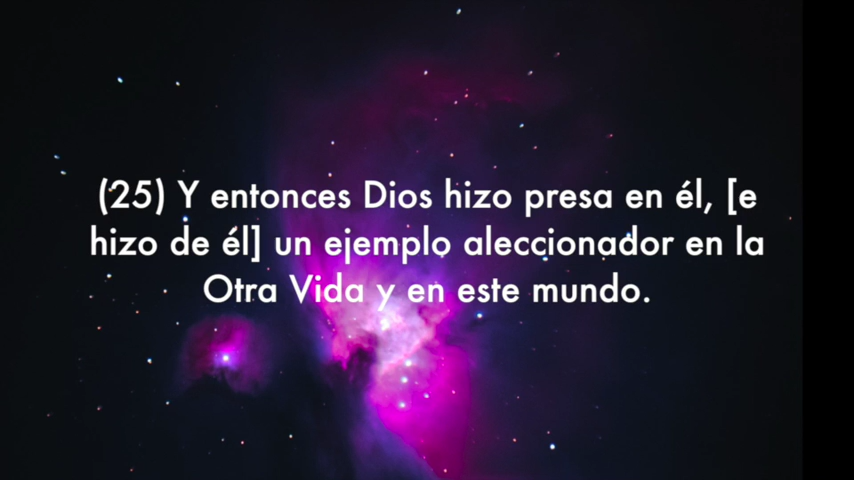 (25) Y entonces Dios hizo presa en él, [e
hizo de él] un ejemplo aleccionador en la
Otra Vida y en este mundo.